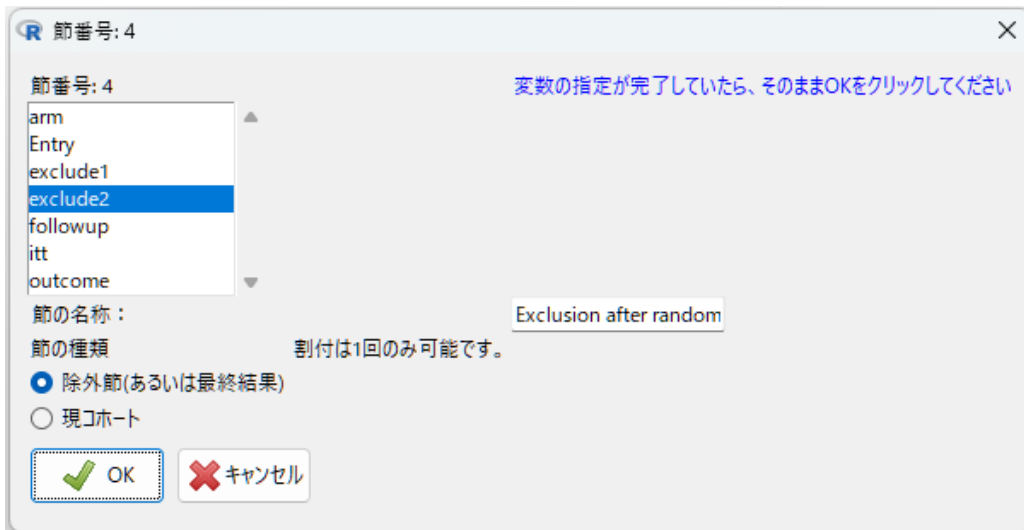 節番号: 4
節番号: 4
変数の指定が完了していたら、そのままOKをクリックしてください
arm
Entry
exclude1
exclude2
followup
itt
outcome
節の名称：
Exclusion after random
節の種類
割付は1回のみ可能です。
除外節(あるいは最終結果)
現コホート
OK
キャンセル